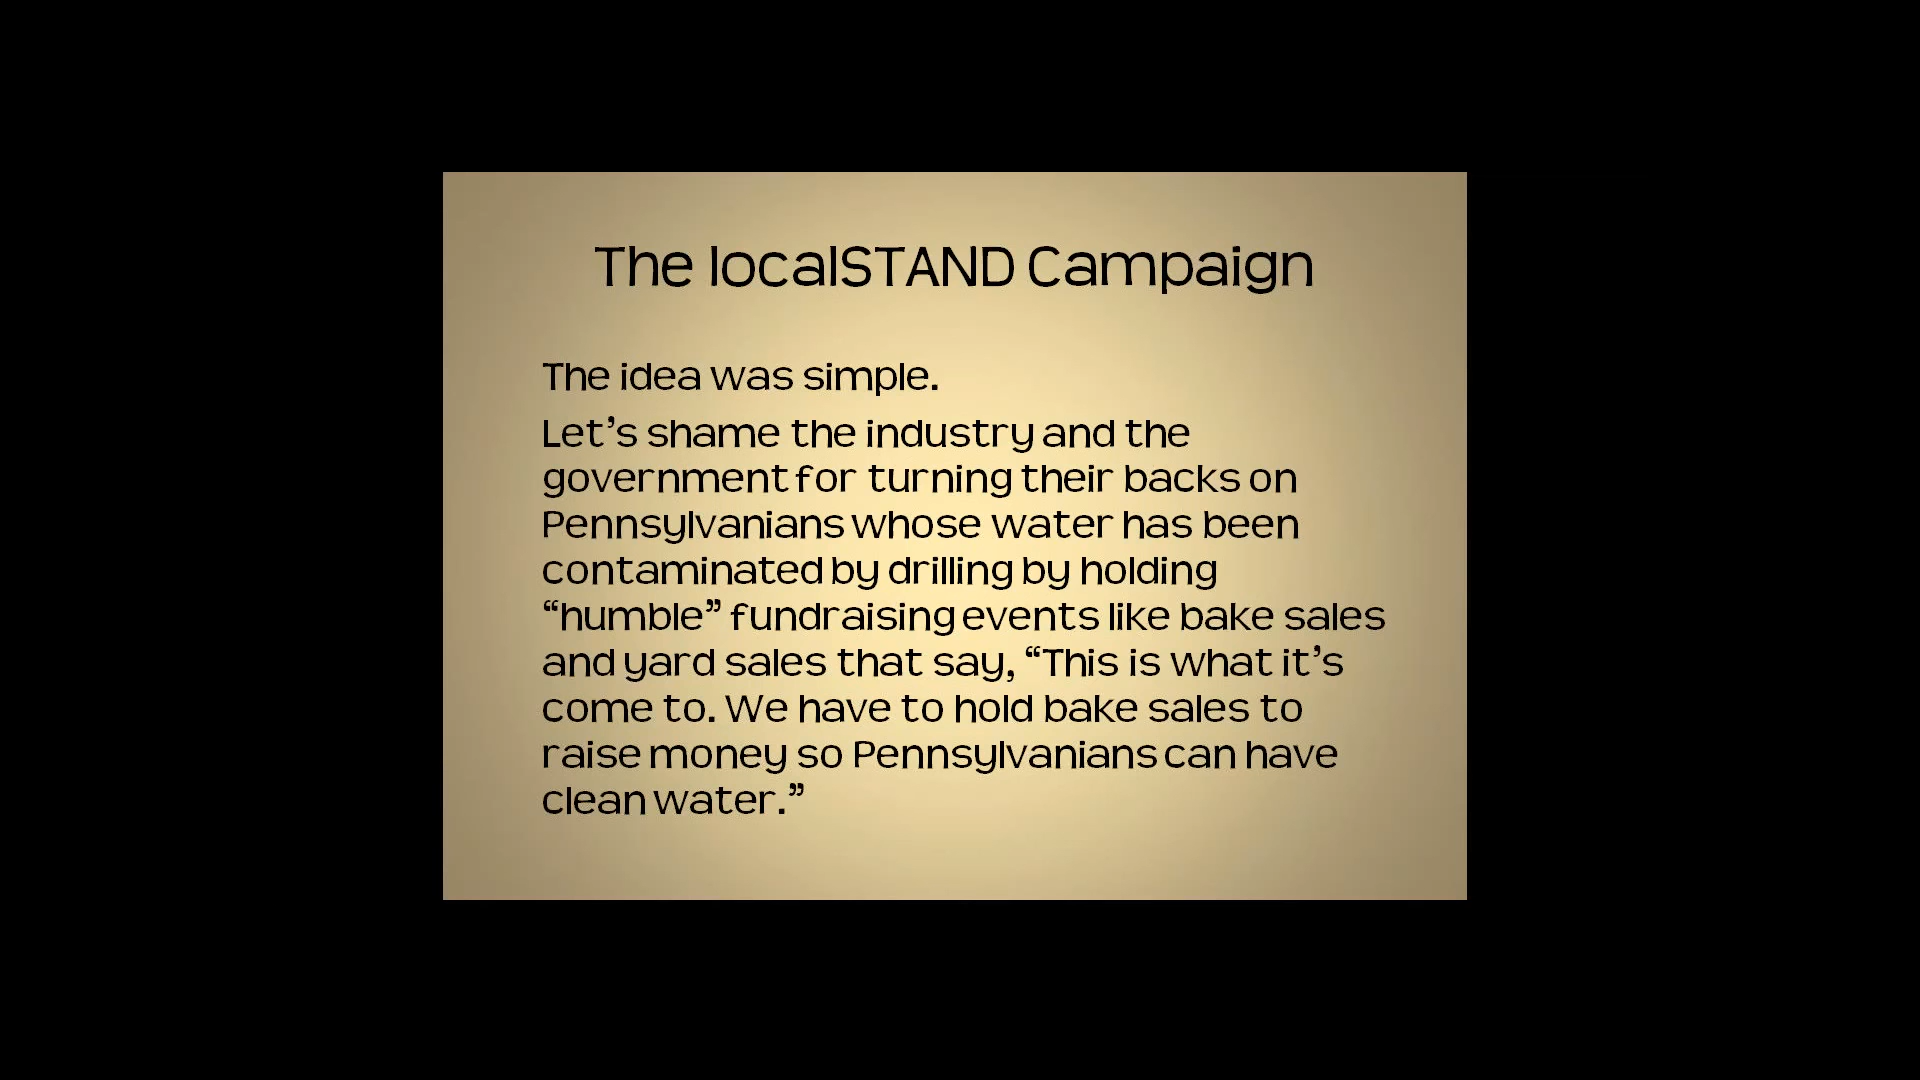 The localSTAND Campaign
The idea was simple.
Let’s shame the industry and the
government for turning their backs on
Pennsylvanians whose water has been
contaminated by drilling by holding
“humble” fundraising events like bake sales
and yard sales that say, “This is what it’s
come to. We have to hold bake sales to
raise money so Pennsylvanians can have
clean water.”